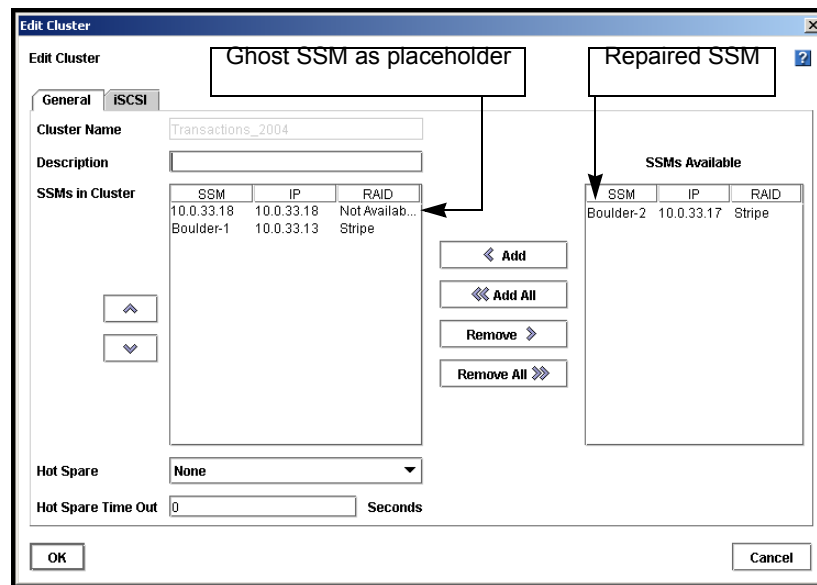 Edit Cluster
Edit Cluster
Ghost SSM as placeholder
Repaired SSM
?
General iSCSI
Cluster Name Transactions_2004
Description
SSMs Available
SSMs in Cluster
SSM IP RAID
10.0.33.18 10.0.33.18 Not Availab...
Boulder-1 10.0.33.13 Stripe
SSM IP RAID
Boulder-2 10.0.33.17 Stripe
Add
Add All
Remove
Remove All
Hot Spare None
Hot Spare Time Out 0 Seconds
OK
Cancel